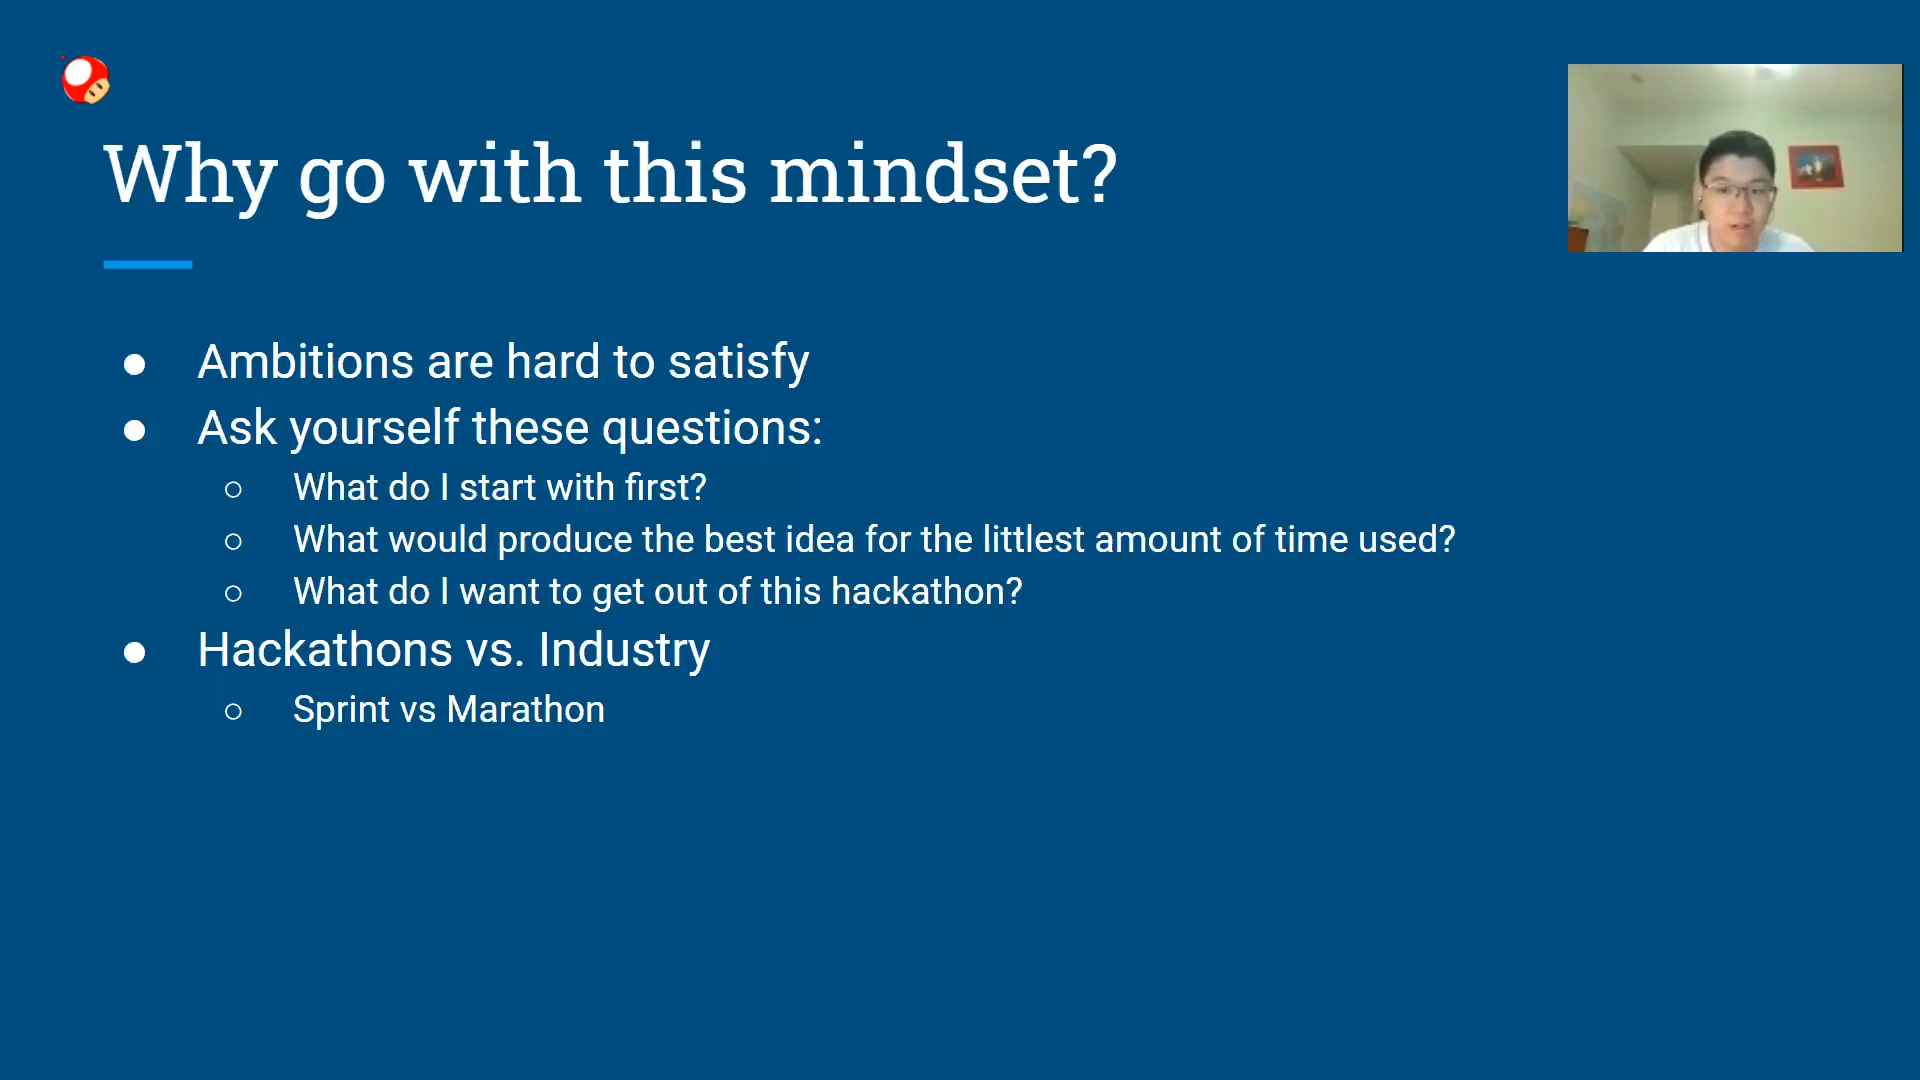 Why go with this mindset?
● Ambitions are hard to satisfy
● Ask yourself these questions:
○ What do I start with first?
○ What would produce the best idea for the littlest amount of time used?
○ What do I want to get out of this hackathon?
● Hackathons vs. Industry
○ Sprint vs Marathon